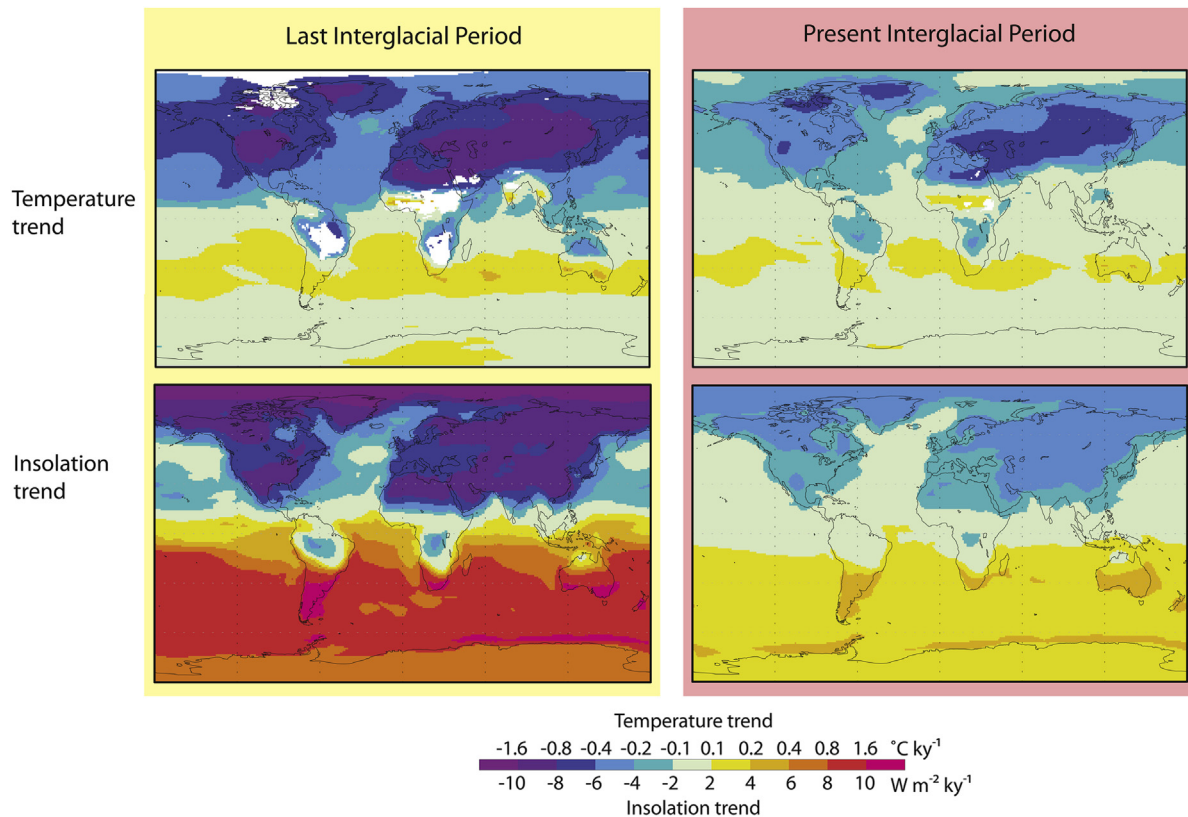 Last Interglacial Period
Present Interglacial Period
Temperature
trend
Insolation
trend
Temperature trend
-1.6 -0.8 -0.4 -0.2 -0.1 0.1 0.2 0.4 0.8 1.6 °C ky⁻¹
-10 -8 -6 -4 -2 2 4 6 8 10 W m⁻² ky⁻¹
Insolation trend